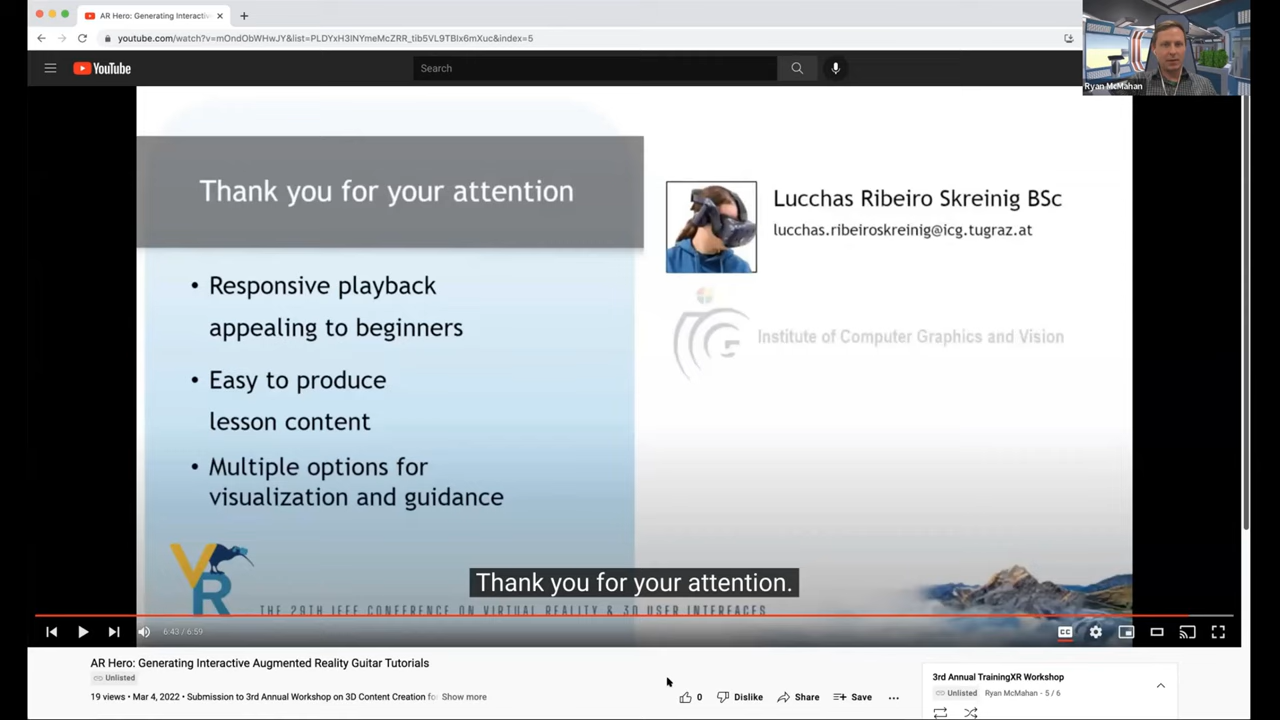 AR Hero: Generating Interactiv
youtube.com/watch?v=mOndObWHwJY&list=PLDYxH3lNYmeMcZRR_tib5VL9TBIx6mXuc&index=5
Ryan McMahan
YouTube
Search
Thank you for your attention
Lucchas Ribeiro Skreinig BSc
lucchas.ribeiroskreinig@icg.tugraz.at
• Responsive playback
appealing to beginners
Institute of Computer Graphics and Vision
• Easy to produce
lesson content
• Multiple options for
visualization and guidance
VR
Thank you for your attention.
THE 29TH IEEE CONFERENCE ON VIRTUAL REALITY & 3D USER INTERFACES
6:43 / 6:59
CC
AR Hero: Generating Interactive Augmented Reality Guitar Tutorials
Unlisted
19 views • Mar 4, 2022 • Submission to 3rd Annual Workshop on 3D Content Creation fo Show more
0
Dislike
Share
Save
3rd Annual TrainingXR Workshop
Unlisted Ryan McMahan - 5 / 6